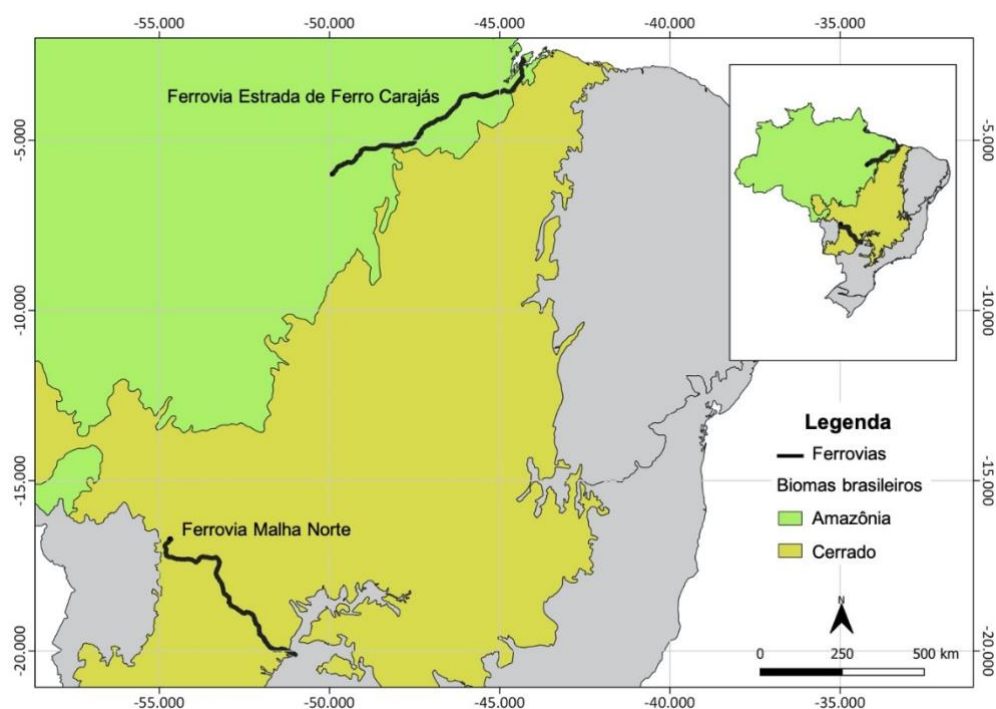 -55.000 -50.000 -45.000 -40.000 -35.000
Ferrovia Estrada de Ferro Carajás
-5.000 -5.000
-10.000 -10.000
Legenda
Ferrovias
Biomas brasileiros
-15.000 -15.000
Amazônia
Cerrado
Ferrovia Malha Norte
N
0 250 500 km
-20.000 -20.000
-55.000 -50.000 -45.000 -40.000 -35.000